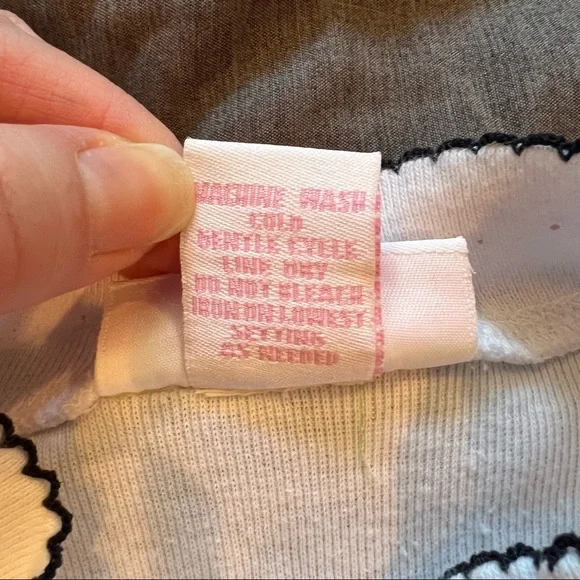 MACHINE WASH
COLD
GENTLE CYCLE
LINE DRY
DO NOT BLEACH
IRON ON LOWEST
SETTING
AS NEEDED